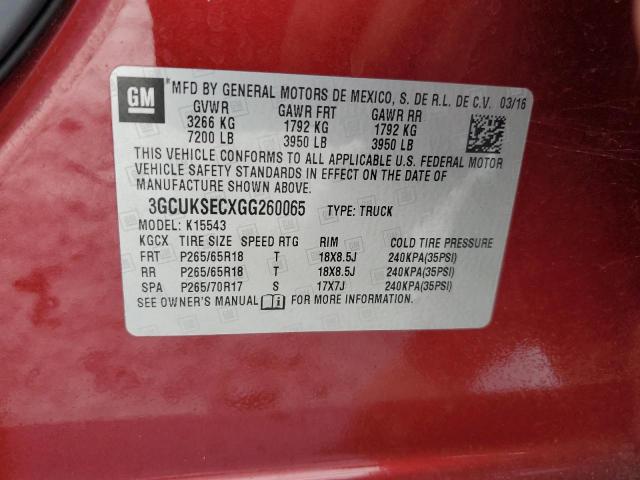 GM *MFD BY GENERAL MOTORS DE MEXICO, S. DE R.L. DE C.V. 03/16
GVWR GAWR FRT GAWR RR
3266 KG 1792 KG 1792 KG
7200 LB 3950 LB 3950 LB
THIS VEHICLE CONFORMS TO ALL APPLICABLE U.S. FEDERAL MOTOR
VEHICLE SAFETY STANDARDS IN EFFECT ON THE DATE OF
MANUFACTURE SHOWN ABOVE.
3GCUKSECXGG260065 TYPE: TRUCK
MODEL: K15543
KGCX TIRE SIZE SPEED RTG RIM COLD TIRE PRESSURE
FRT P265/65R18 T 18X8.5J 240KPA(35PSI)
RR P265/65R18 T 18X8.5J 240KPA(35PSI)
SPA P265/70R17 S 17X7J 240KPA(35PSI)
SEE OWNER'S MANUAL FOR MORE INFORMATION.